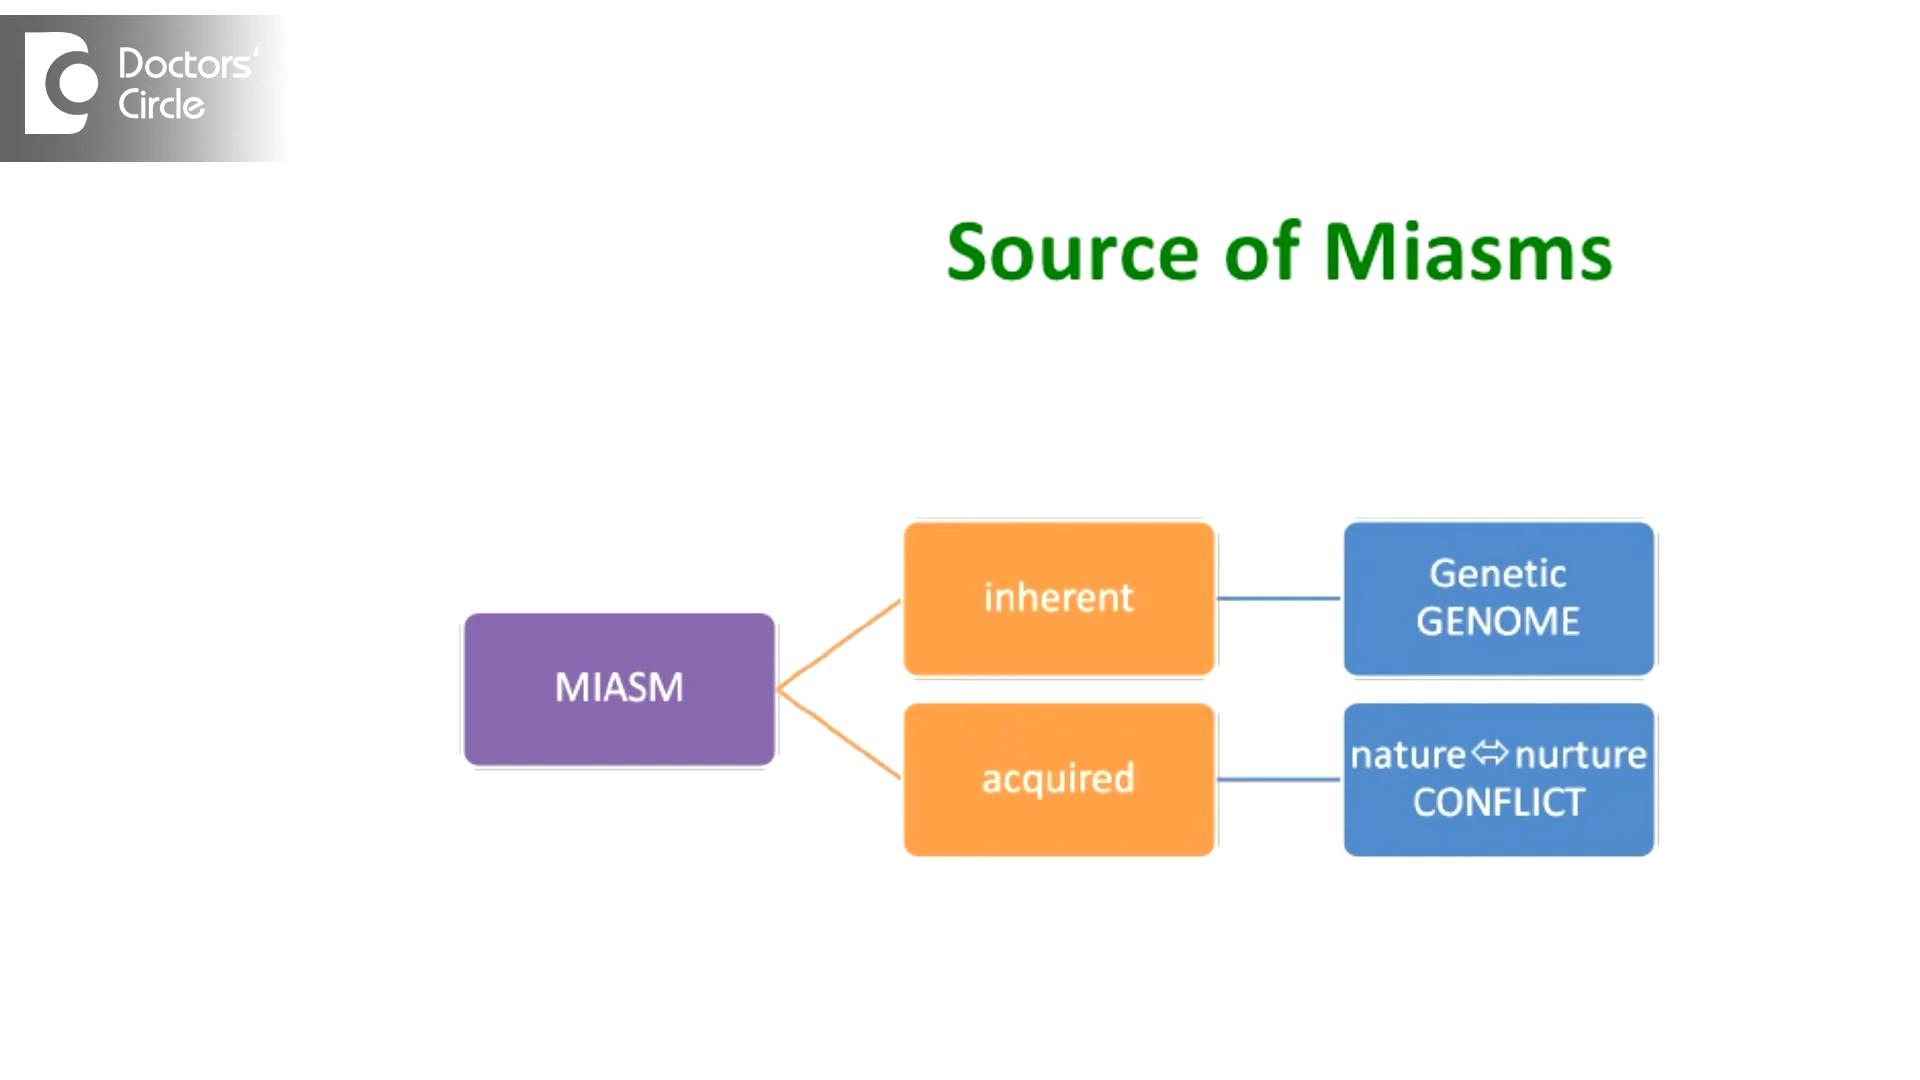 Doctors'
Circle
Source of Miasms
MIASM
inherent
Genetic
GENOME
acquired
nature⇔nurture
CONFLICT